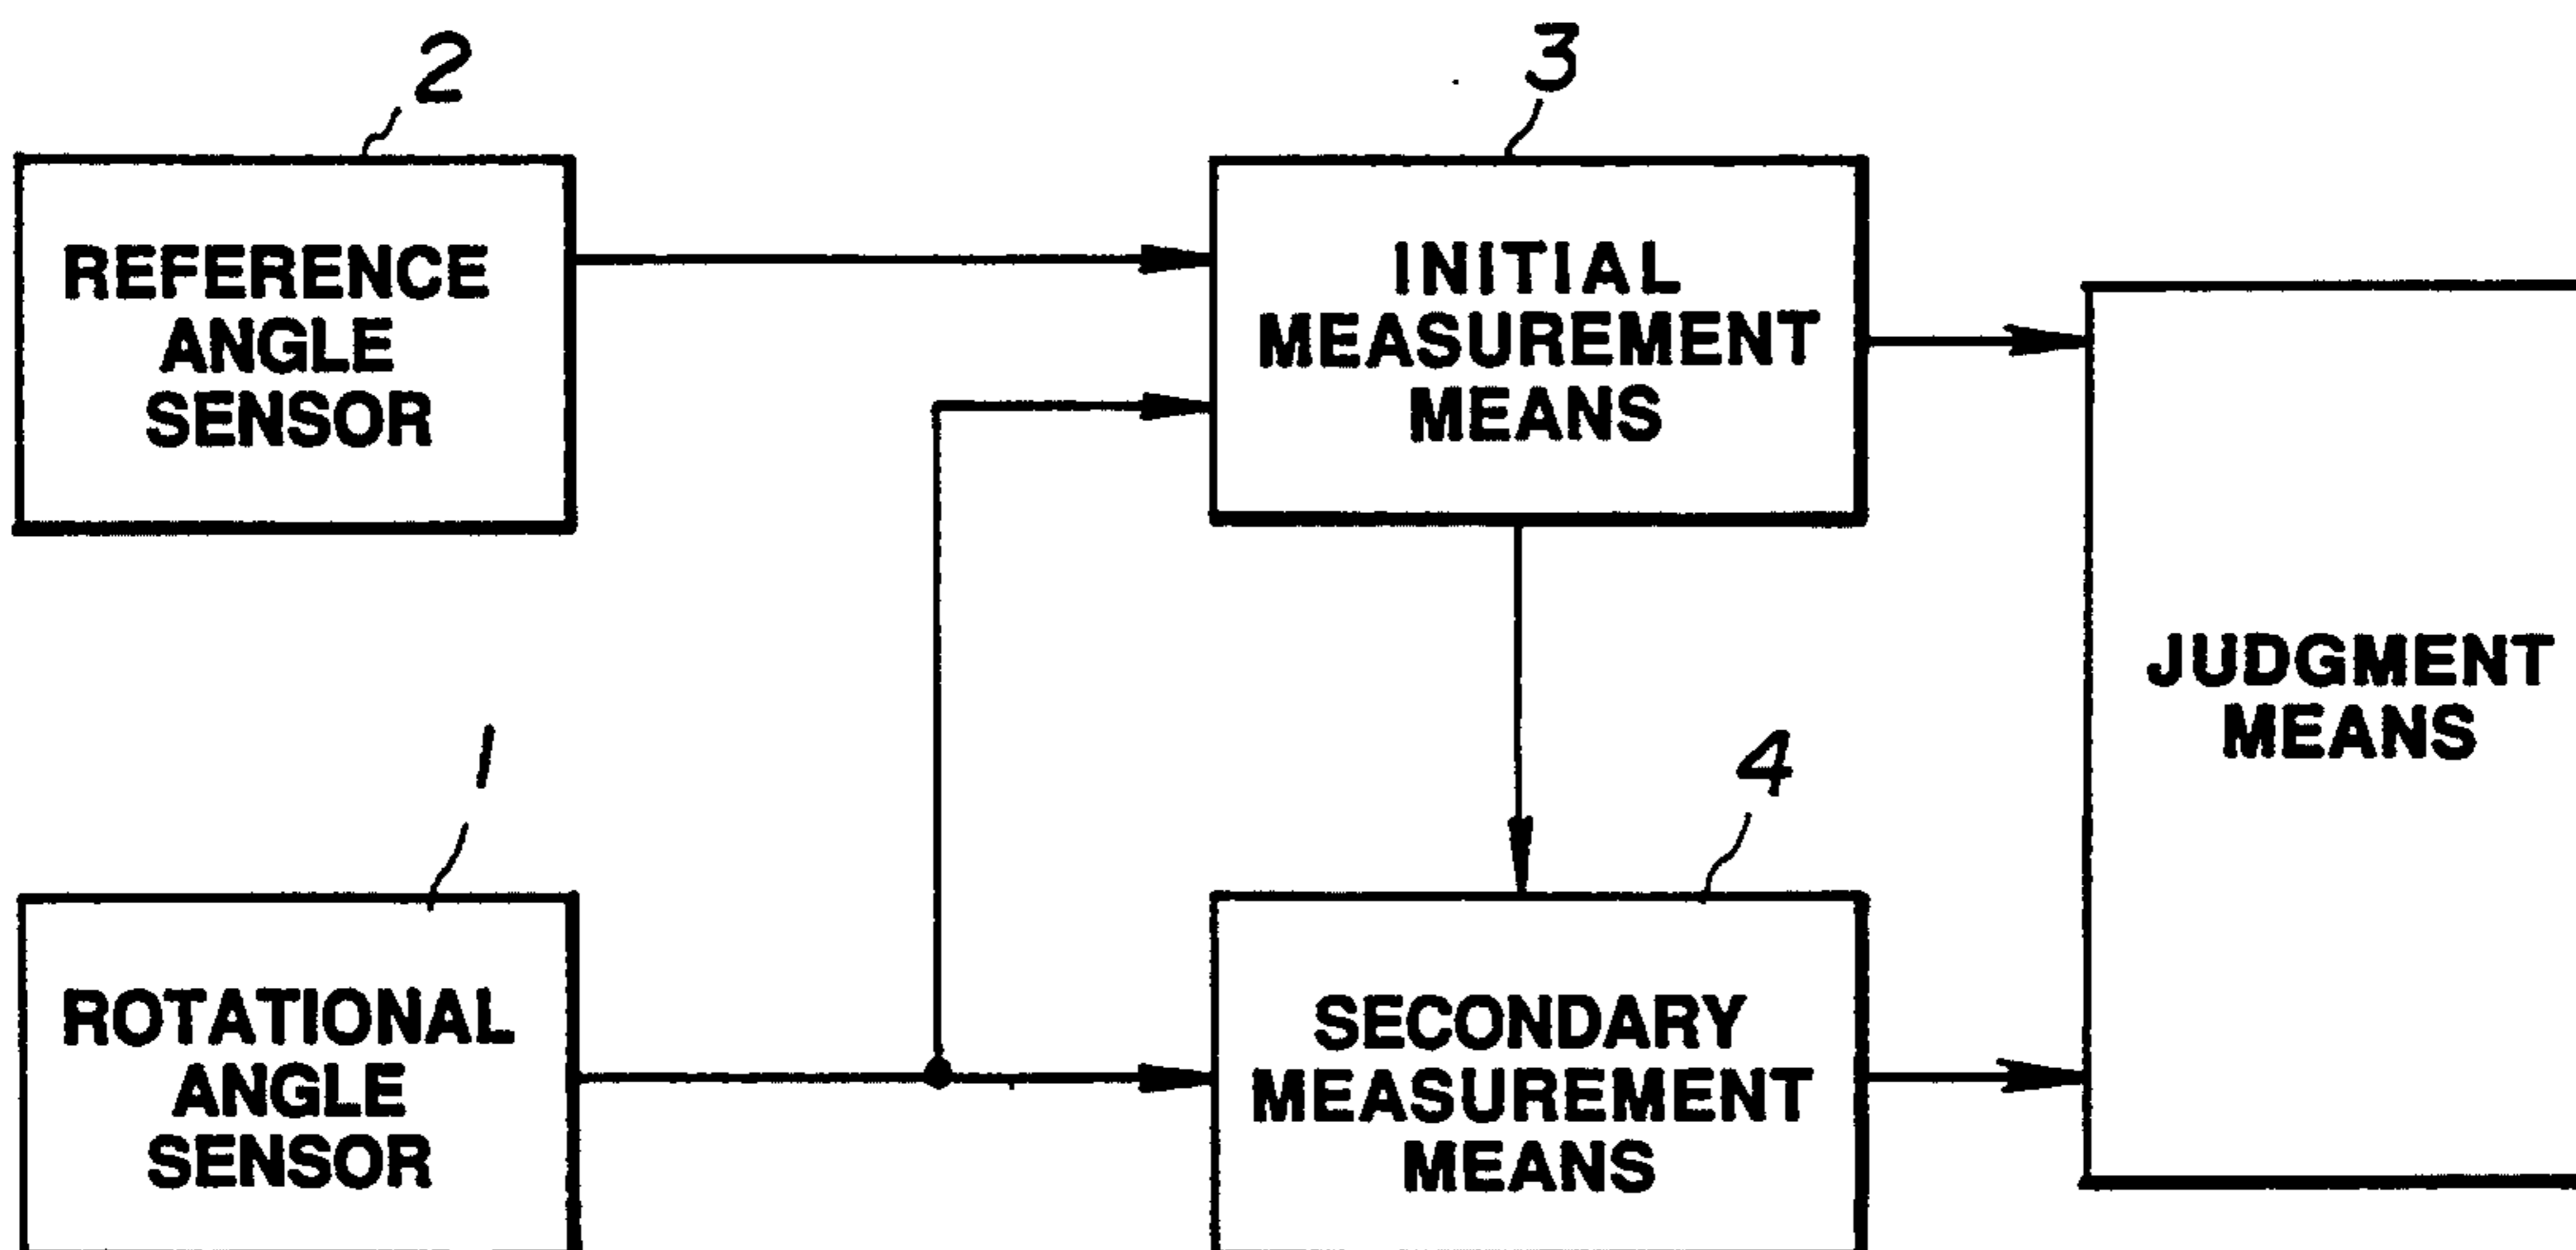 2
REFERENCE
ANGLE
SENSOR
3
INITIAL
MEASUREMENT
MEANS
JUDGMENT
MEANS
1
ROTATIONAL
ANGLE
SENSOR
4
SECONDARY
MEASUREMENT
MEANS